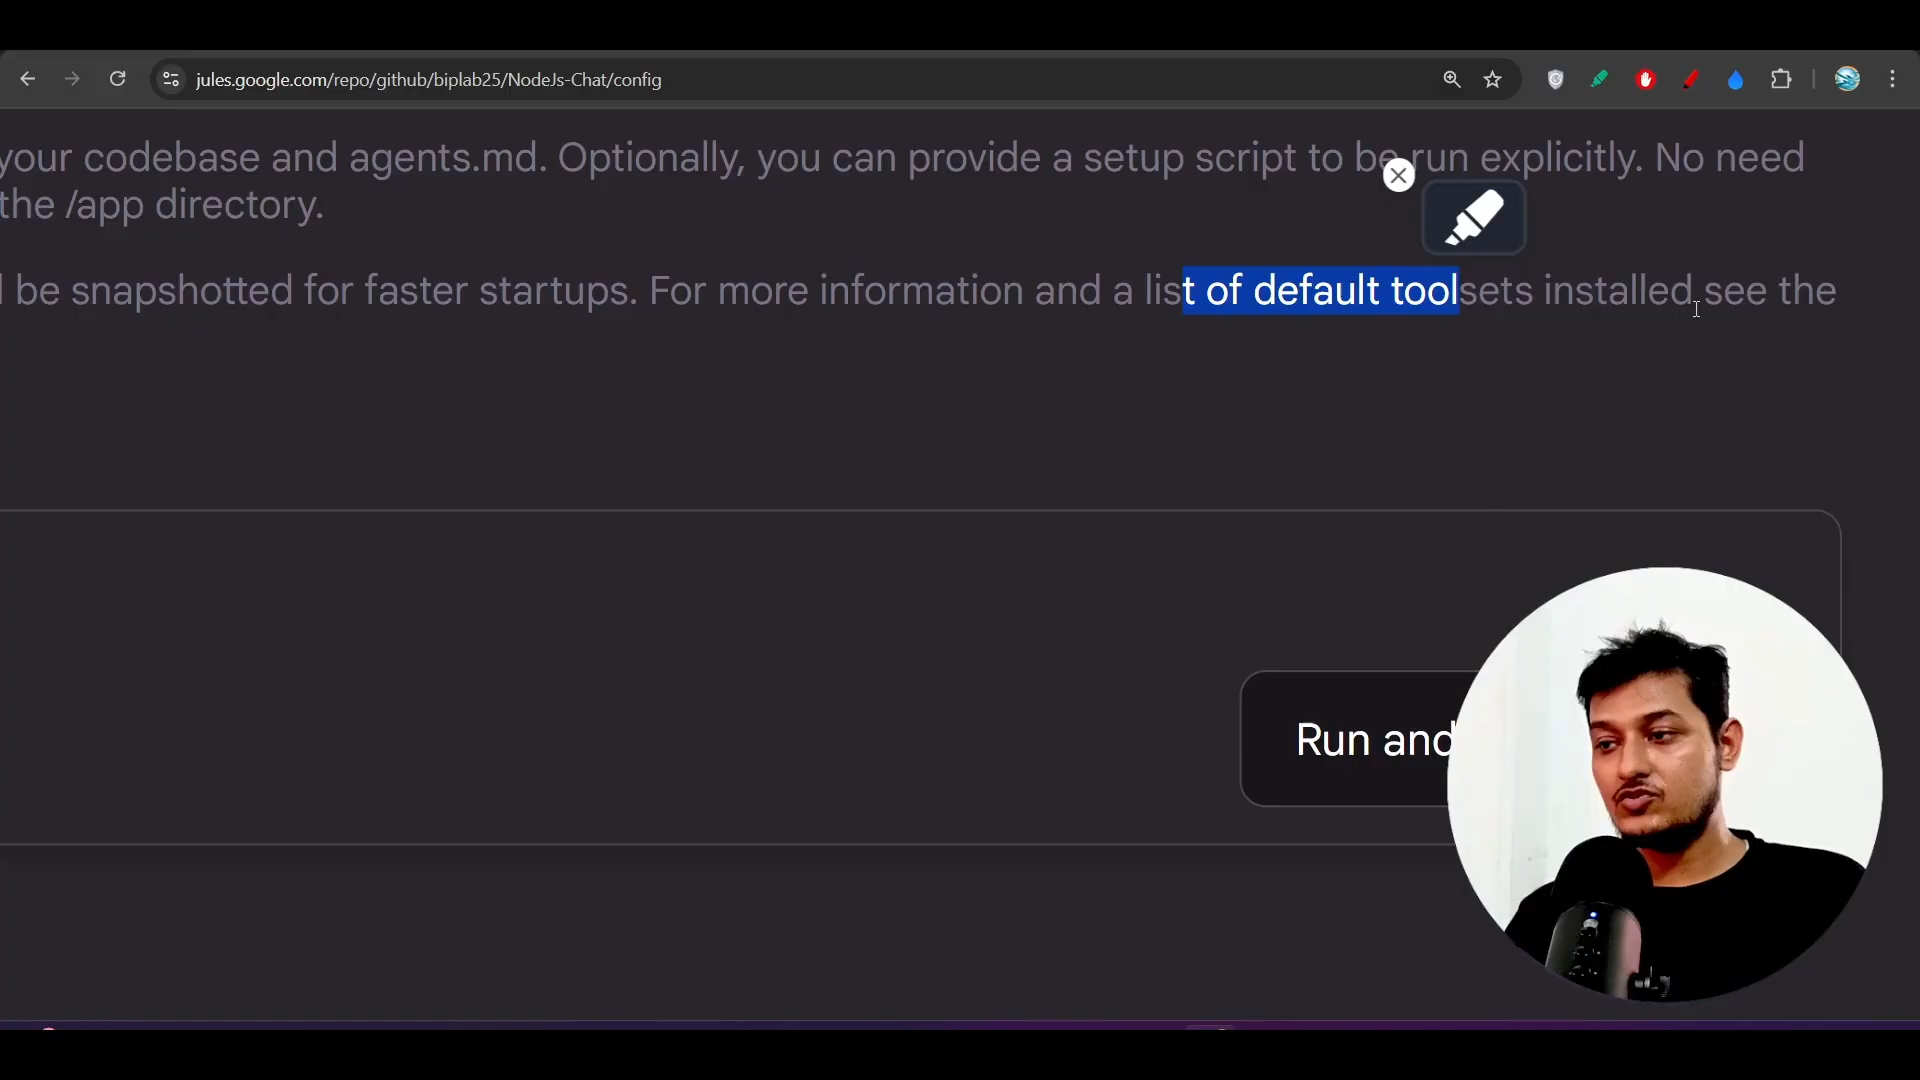 jules.google.com/repo/github/biplab25/NodeJs-Chat/config
your codebase and agents.md. Optionally, you can provide a setup script to be run explicitly. No need
the /app directory.
be snapshotted for faster startups. For more information and a list of default toolsets installed see the
Run and